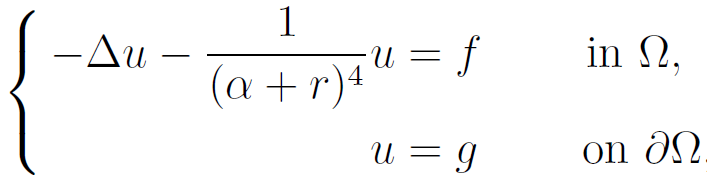 −Δu − 1/(α + r)⁴ u = f in Ω,
u = g on ∂Ω,